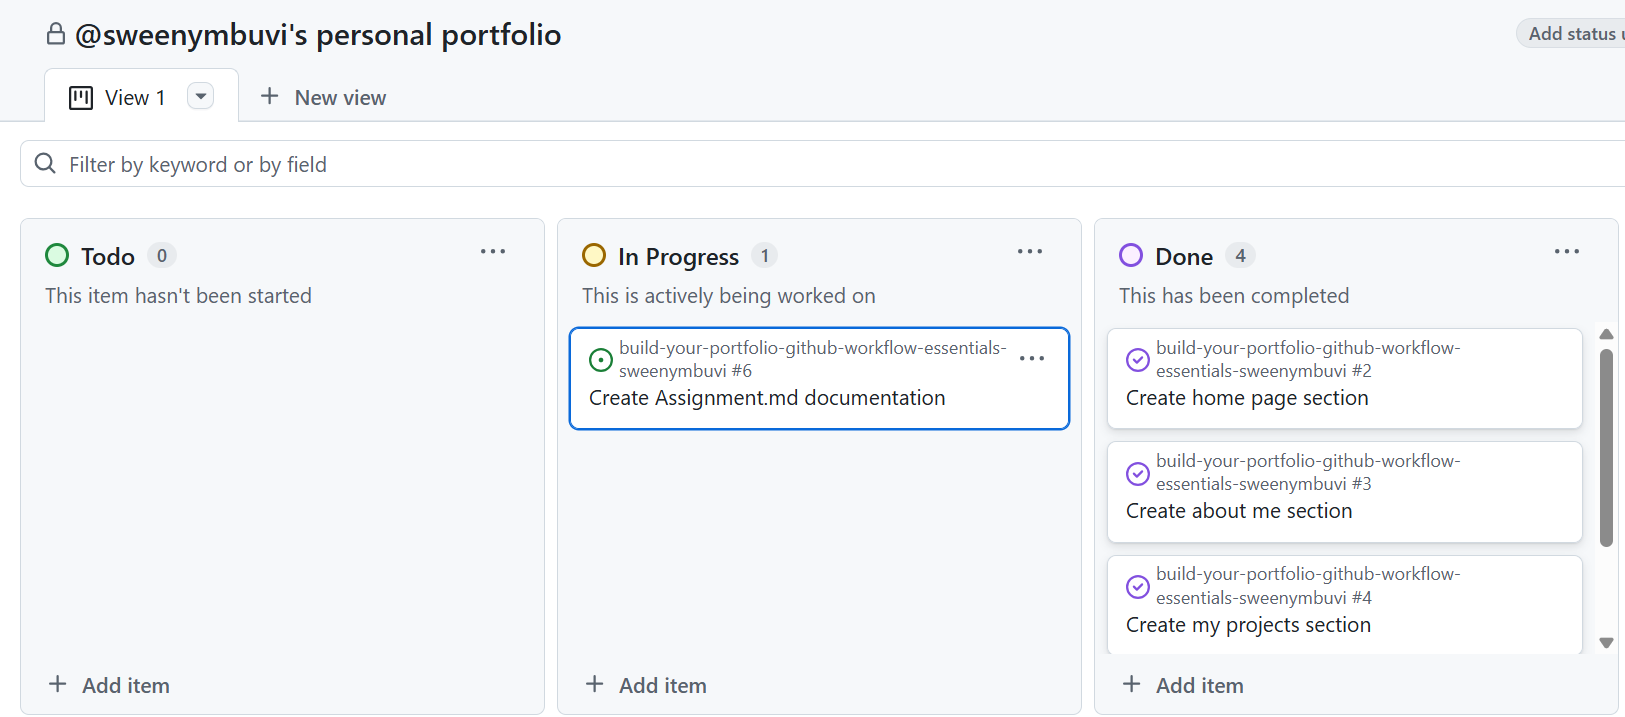 @sweenymbuvi's personal portfolio
Add status u
View 1
New view
Filter by keyword or by field
Todo 0
This item hasn't been started
Add item
In Progress 1
This is actively being worked on
build-your-portfolio-github-workflow-essentials-
sweenymbuvi #6
Create Assignment.md documentation
Add item
Done 4
This has been completed
build-your-portfolio-github-workflow-
essentials-sweenymbuvi #2
Create home page section
build-your-portfolio-github-workflow-
essentials-sweenymbuvi #3
Create about me section
build-your-portfolio-github-workflow-
essentials-sweenymbuvi #4
Create my projects section
Add item